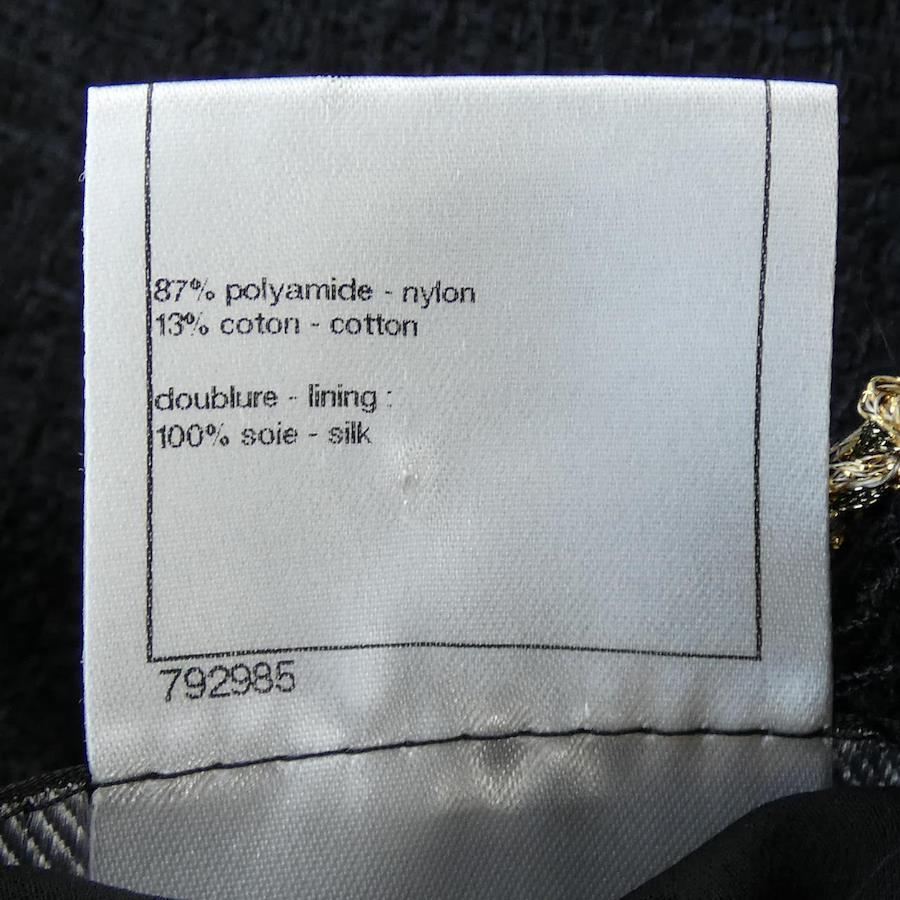 87% polyamide - nylon
13% coton - cotton
doublure - lining :
100% soie - silk
792985